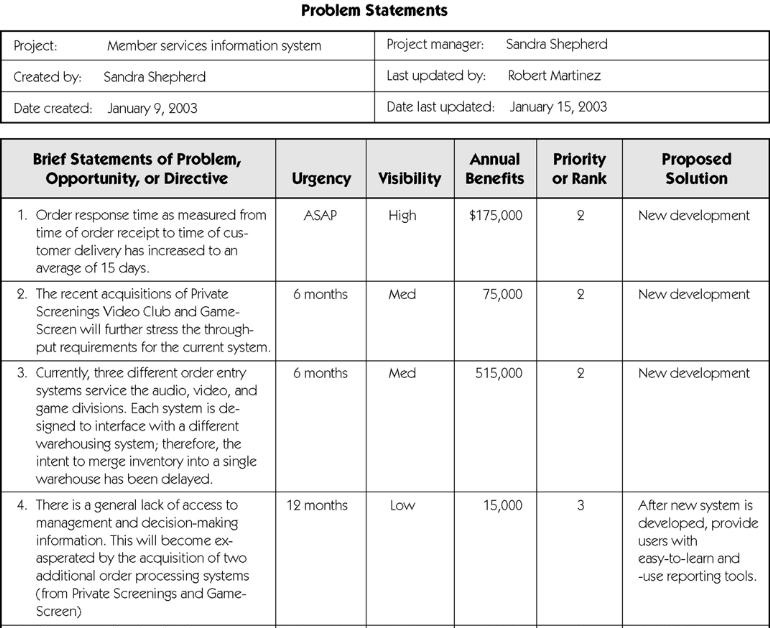 Problem Statements
Project: Member services information system
Project manager: Sandra Shepherd
Created by: Sandra Shepherd
Last updated by: Robert Martinez
Date created: January 9, 2003
Date last updated: January 15, 2003
Brief Statements of Problem,
Opportunity, or Directive
Urgency
Visibility
Annual
Benefits
Priority
or Rank
Proposed
Solution
1. Order response time as measured from
time of order receipt to time of cus-
tomer delivery has increased to an
average of 15 days.
ASAP
High
$175,000
2
New development
2. The recent acquisitions of Private
Screenings Video Club and Game-
Screen will further stress the through-
put requirements for the current system.
6 months
Med
75,000
2
New development
3. Currently, three different order entry
systems service the audio, video, and
game divisions. Each system is de-
signed to interface with a different
warehousing system; therefore, the
intent to merge inventory into a single
warehouse has been delayed.
6 months
Med
515,000
2
New development
4. There is a general lack of access to
management and decision-making
information. This will become ex-
asperated by the acquisition of two
additional order processing systems
(from Private Screenings and Game-
Screen)
12 months
Low
15,000
3
After new system is
developed, provide
users with
easy-to-learn and
-use reporting tools.